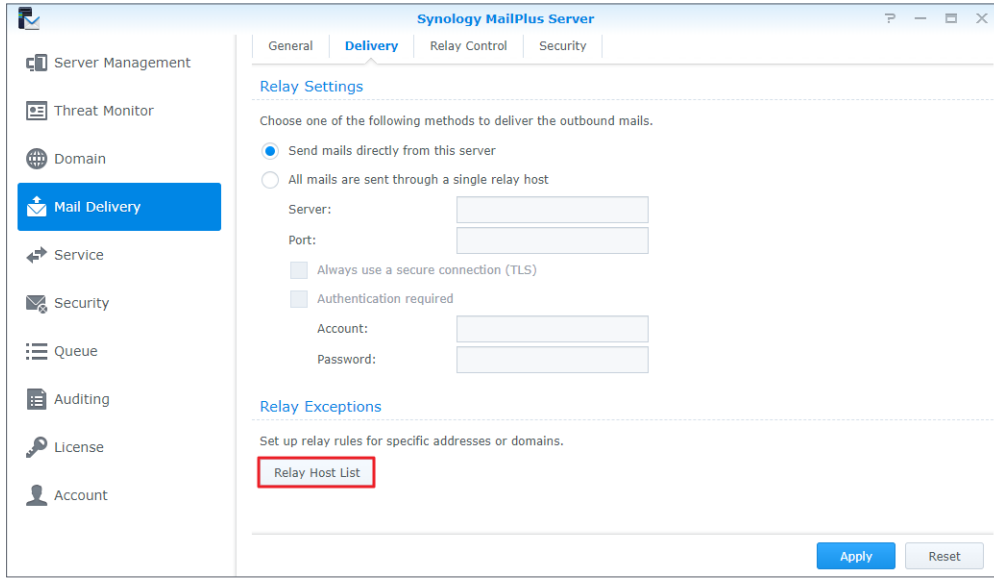 Synology MailPlus Server
Server Management
Threat Monitor
Domain
Mail Delivery
Service
Security
Queue
Auditing
License
Account
General Delivery Relay Control Security
Relay Settings
Choose one of the following methods to deliver the outbound mails.
Send mails directly from this server
All mails are sent through a single relay host
Server:
Port:
Always use a secure connection (TLS)
Authentication required
Account:
Password:
Relay Exceptions
Set up relay rules for specific addresses or domains.
Relay Host List
Apply Reset